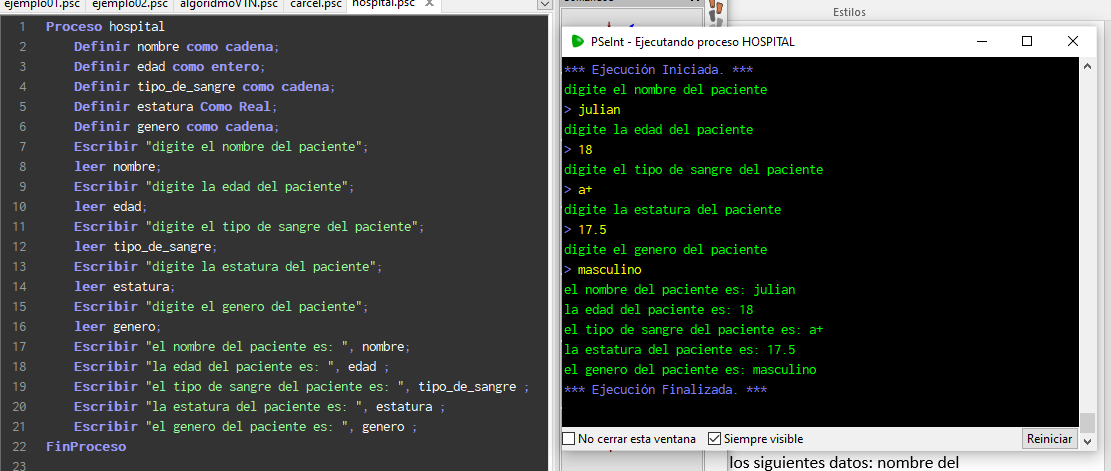 ejemplo01.psc ejemplo02.psc algoridmoV1N.psc carcel.psc hospital.psc X
1 Proceso hospital
2 Definir nombre como cadena;
3 Definir edad como entero;
4 Definir tipo_de_sangre como cadena;
5 Definir estatura Como Real;
6 Definir genero como cadena;
7 Escribir "digite el nombre del paciente";
8 leer nombre;
9 Escribir "digite la edad del paciente";
10 leer edad;
11 Escribir "digite el tipo de sangre del paciente";
12 leer tipo_de_sangre;
13 Escribir "digite la estatura del paciente";
14 leer estatura;
15 Escribir "digite el genero del paciente";
16 leer genero;
17 Escribir "el nombre del paciente es: ", nombre;
18 Escribir "la edad del paciente es: ", edad ;
19 Escribir "el tipo de sangre del paciente es: ", tipo_de_sangre ;
20 Escribir "la estatura del paciente es: ", estatura ;
21 Escribir "el genero del paciente es: ", genero ;
22 FinProceso
23
Estilos
PSeInt - Ejecutando proceso HOSPITAL
*** Ejecución Iniciada. ***
digite el nombre del paciente
> julian
digite la edad del paciente
> 18
digite el tipo de sangre del paciente
> a+
digite la estatura del paciente
> 17.5
digite el genero del paciente
> masculino
el nombre del paciente es: julian
la edad del paciente es: 18
el tipo de sangre del paciente es: a+
la estatura del paciente es: 17.5
el genero del paciente es: masculino
*** Ejecución Finalizada. ***
No cerrar esta ventana Siempre visible Reiniciar
los siguientes datos: nombre del